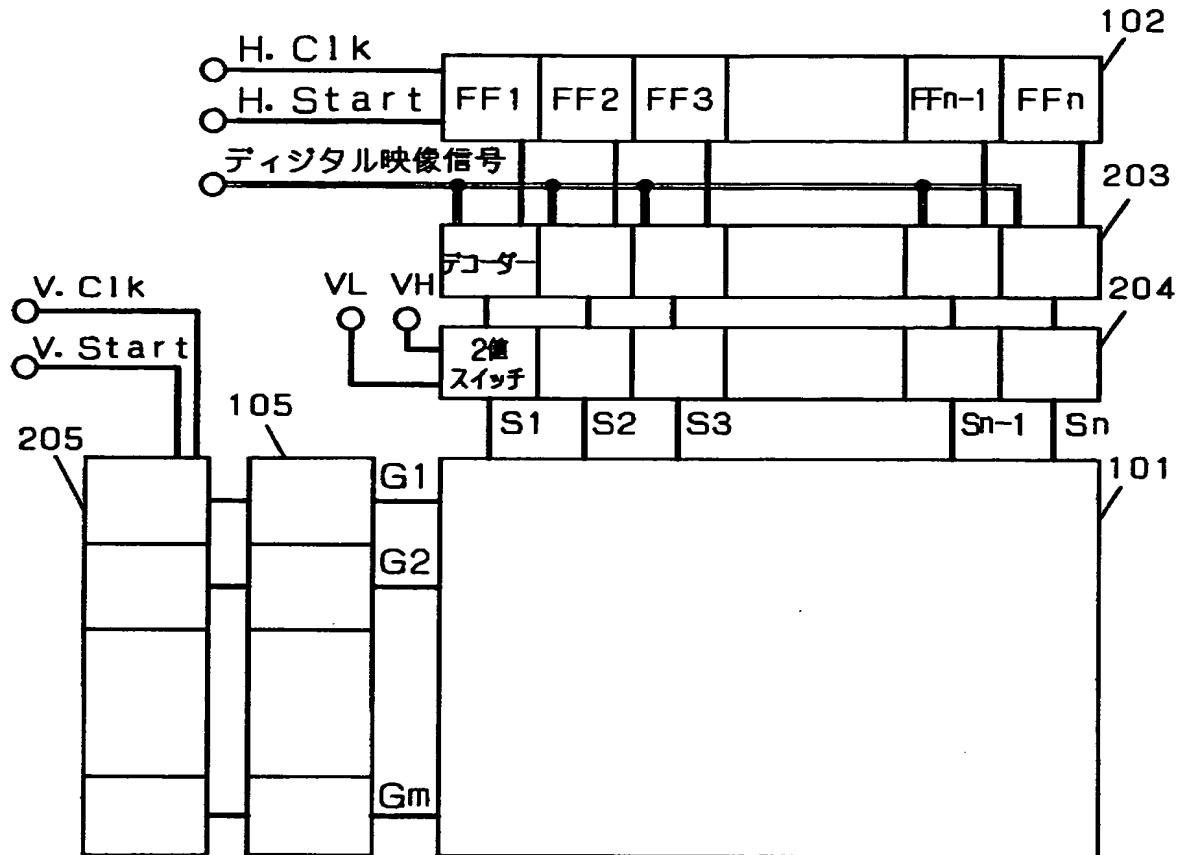 102
H. Clk
H. Start
FF1 FF2 FF3 FFn-1 FFn
ディジタル映像信号
203
デコーダー
V. Clk
VL VH
204
V. Start
2値
スイッチ
105
S1 S2 S3 Sn-1 Sn
205
101
G1
G2
Gm